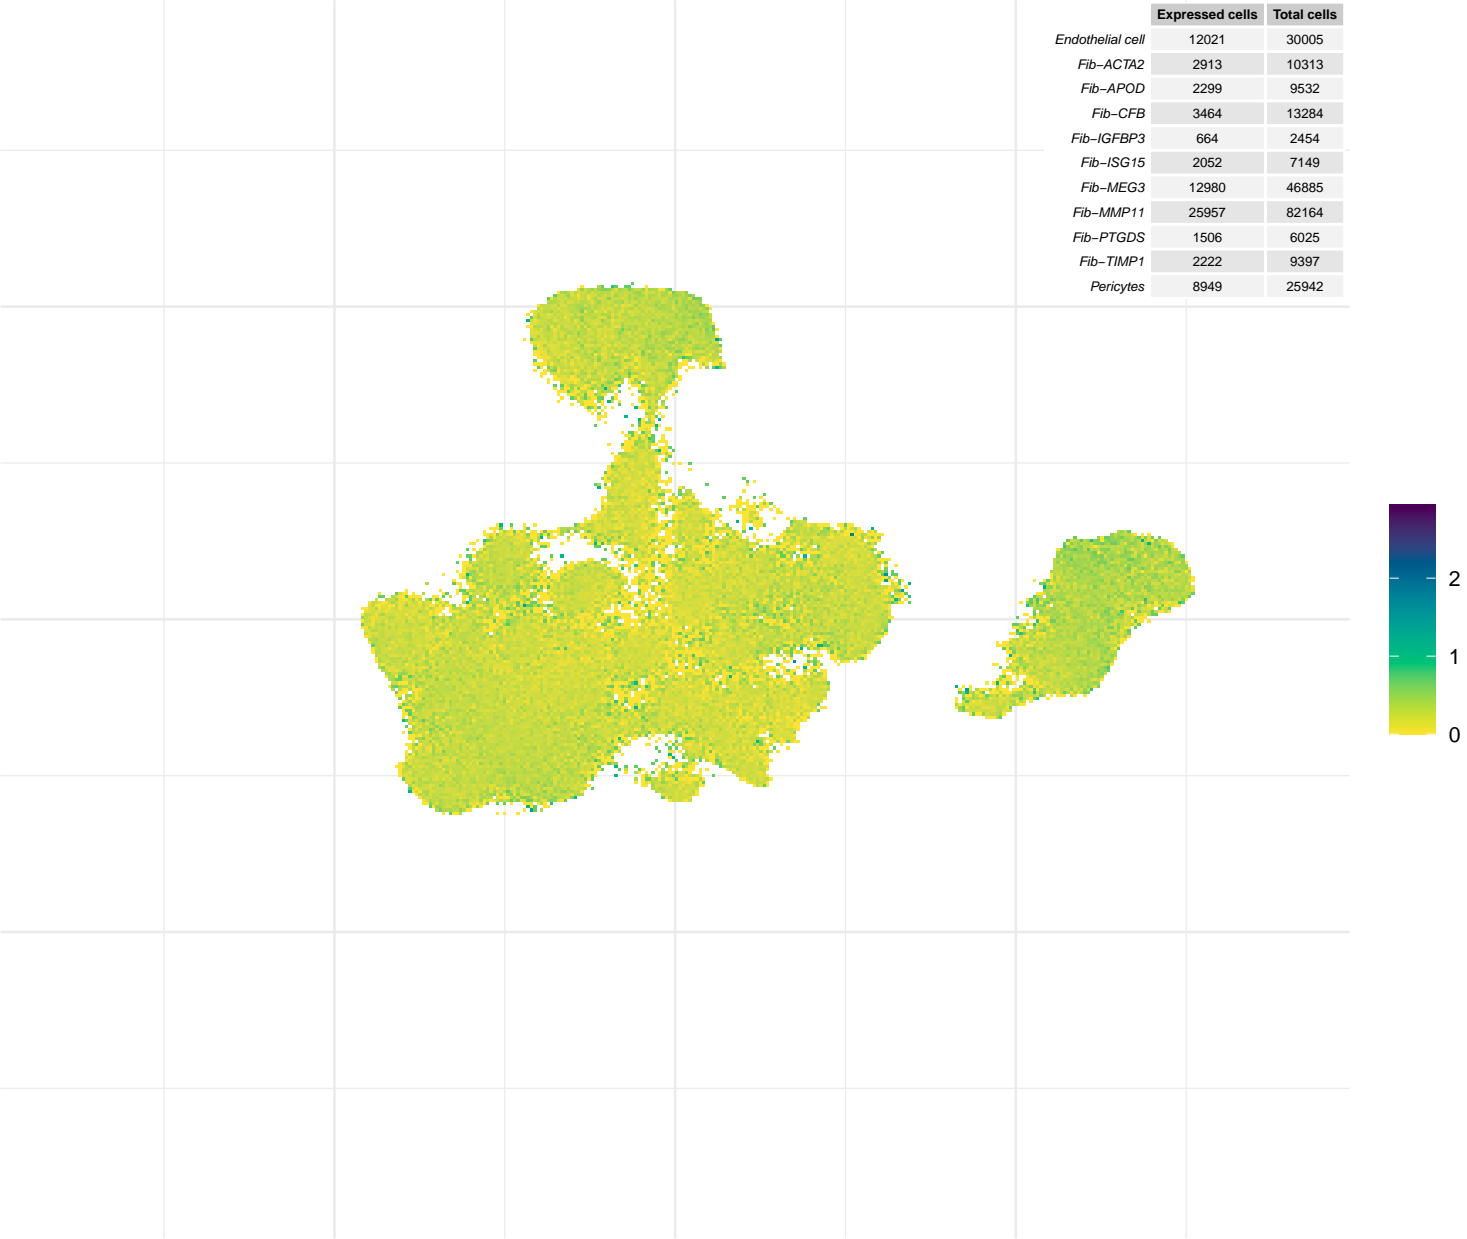 Expressed cells Total cells
Endothelial cell 12021 30005
Fib−ACTA2 2913 10313
Fib−APOD 2299 9532
Fib−CFB 3464 13284
Fib−IGFBP3 664 2454
Fib−ISG15 2052 7149
Fib−MEG3 12980 46885
Fib−MMP11 25957 82164
Fib−PTGDS 1506 6025
Fib−TIMP1 2222 9397
Pericytes 8949 25942
2
1
0